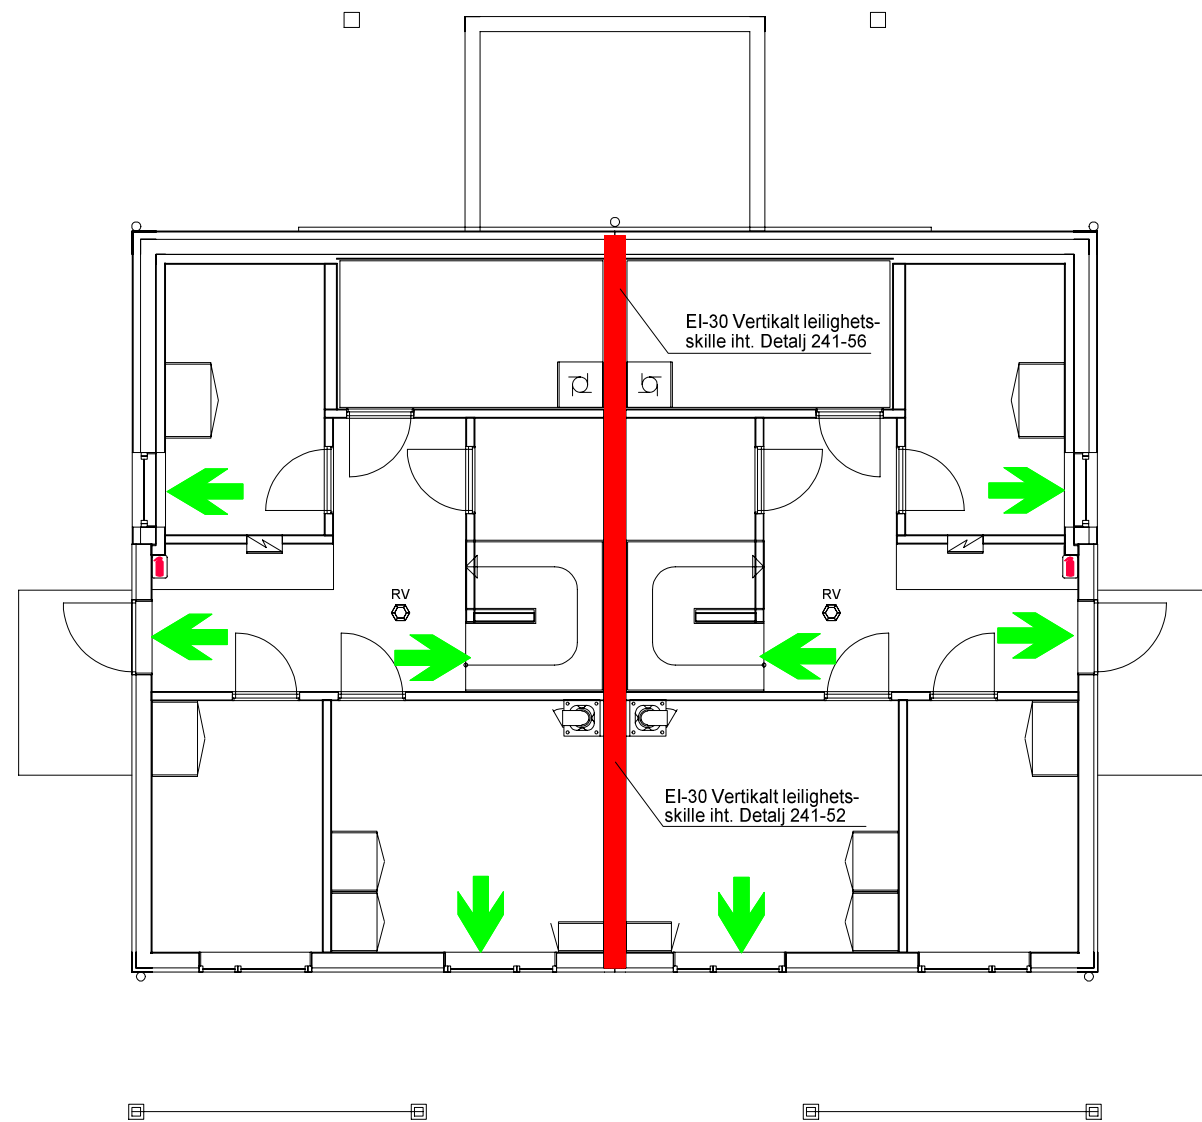 EI-30 Vertikalt leilighets-
skille iht. Detalj 241-56
RV
RV
EI-30 Vertikalt leilighets-
skille iht. Detalj 241-52